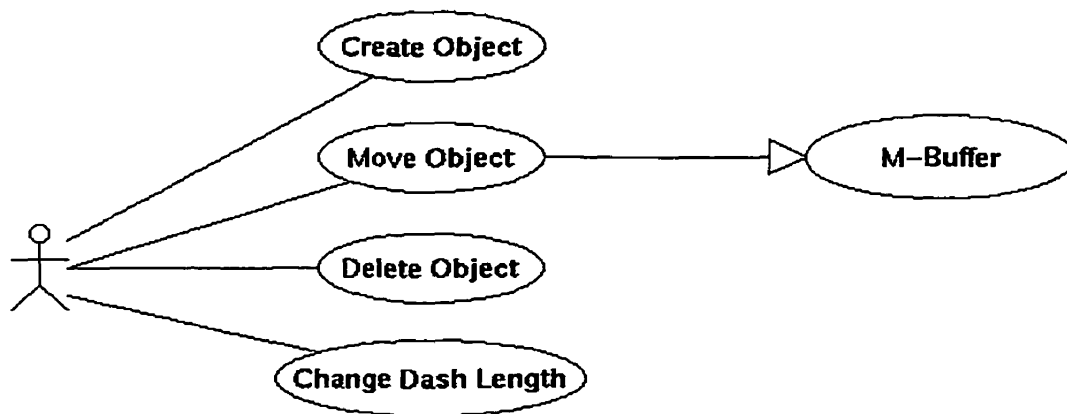 Create Object
Move Object
M-Buffer
Delete Object
Change Dash Length